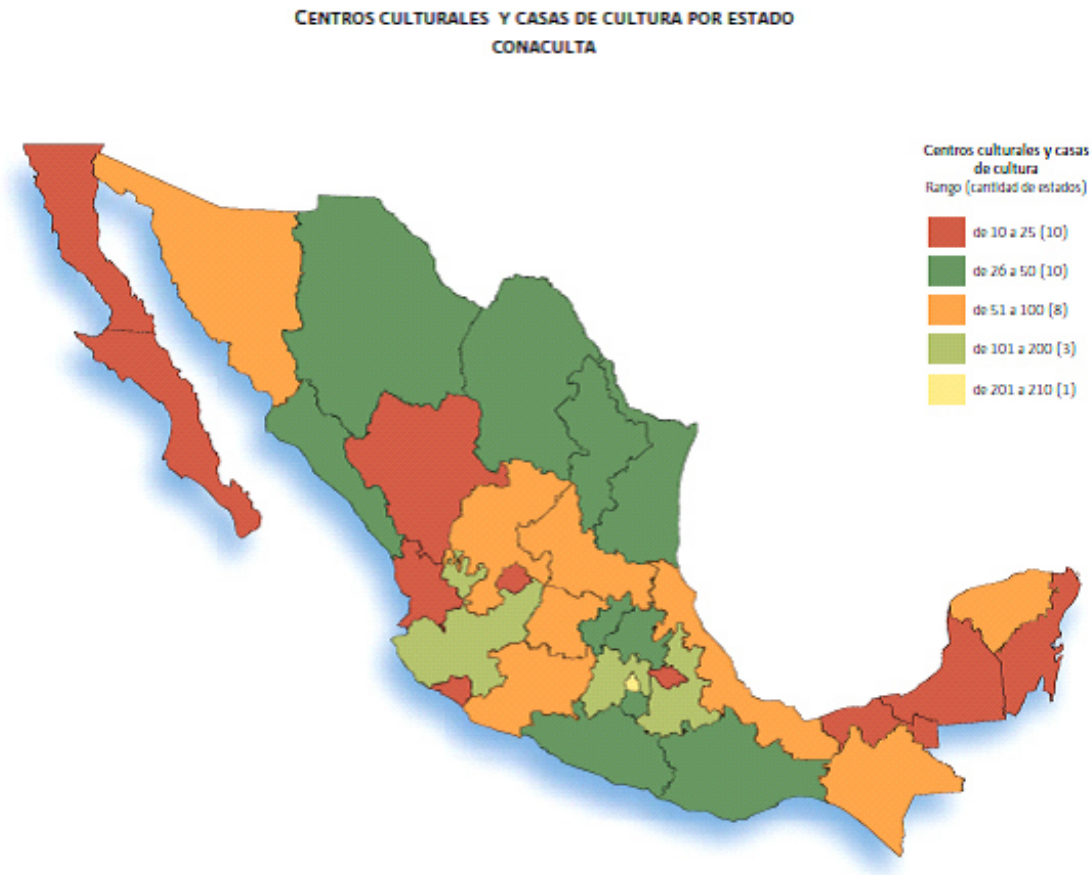 CENTROS CULTURALES Y CASAS DE CULTURA POR ESTADO
CONACULTA
Centros culturales y casas
de cultura
Rango (cantidad de estados)
de 10 a 25 (10)
de 26 a 50 (10)
de 51 a 100 (8)
de 101 a 200 (3)
de 201 a 210 (1)